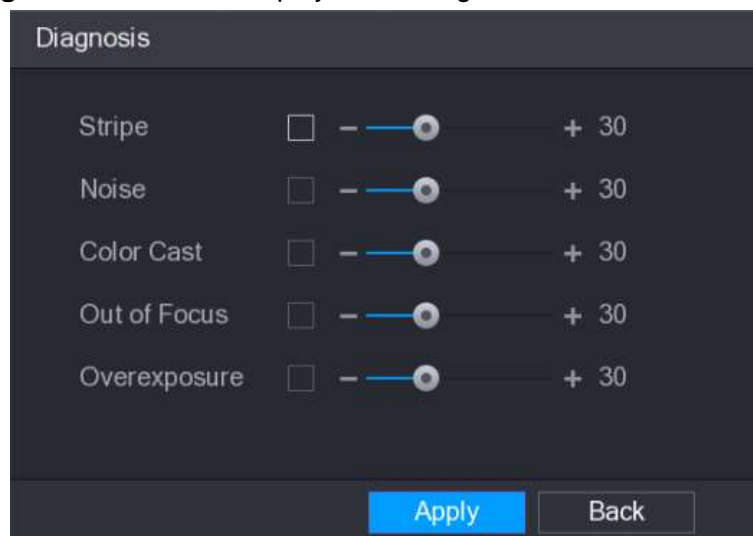 Diagnosis
Stripe 30
Noise 30
Color Cast 30
Out of Focus 30
Overexposure 30
Apply Back